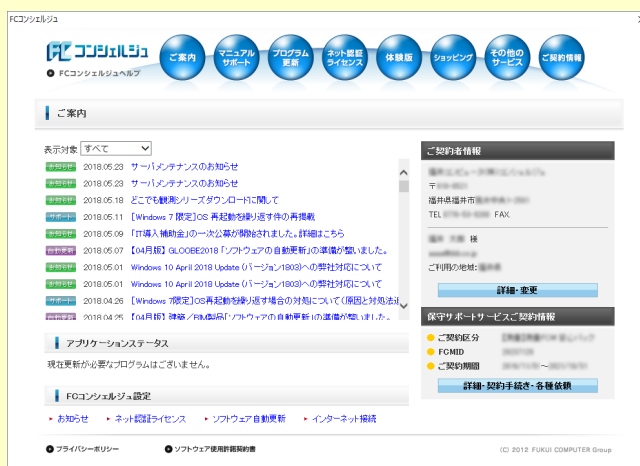 FCコンシェルジュ
FC コンシェルジュ
FCコンシェルジュヘルプ
ご案内
マニュアル サポート
プログラム 更新
ネット認証 ライセンス
体験版
ショッピング
その他の サービス
ご契約情報
ご案内
表示対象 すべて
お知らせ 2018.05.23 サーバメンテナンスのお知らせ
お知らせ 2018.05.23 サーバメンテナンスのお知らせ
お知らせ 2018.05.18 どこでも観測シリーズダウンロードに関して
サポート 2018.05.11 【Windows 7 限定】OS 再起動を繰り返す件の再掲載
お知らせ 2018.05.09 「IT導入補助金」の一次公募が開始されました。詳細はこちら
自動更新 2018.05.07 【04月版】 GLOOBE2018 「ソフトウェアの自動更新」の準備が整いました。
お知らせ 2018.05.01 Windows 10 April 2018 Update (バージョン1803)への弊社対応について
お知らせ 2018.05.01 Windows 10 April 2018 Update (バージョン1803)への弊社対応について
サポート 2018.04.26 【Windows 7限定】OS再起動を繰り返す場合の対処について(原因と対処法
自動更新 2018.04.25 【04月版】建築/BIM製品「ソフトウェアの自動更新」の準備が整いました。
アプリケーションステータス
現在更新が必要なプログラムはございません。
FCコンシェルジュ設定
お知らせ ネット認証ライセンス ソフトウェア自動更新 インターネット接続
ご契約者情報
〒
福井県福井市
TEL FAX
様
ご利用の地域:
詳細・変更
保守サポートサービスご契約情報
ご契約区分
FCMID
ご契約期間 ～
詳細・契約手続き・各種依頼
プライバシーポリシー ソフトウェア使用許諾契約書 (C) 2012 FUKUI COMPUTER Group